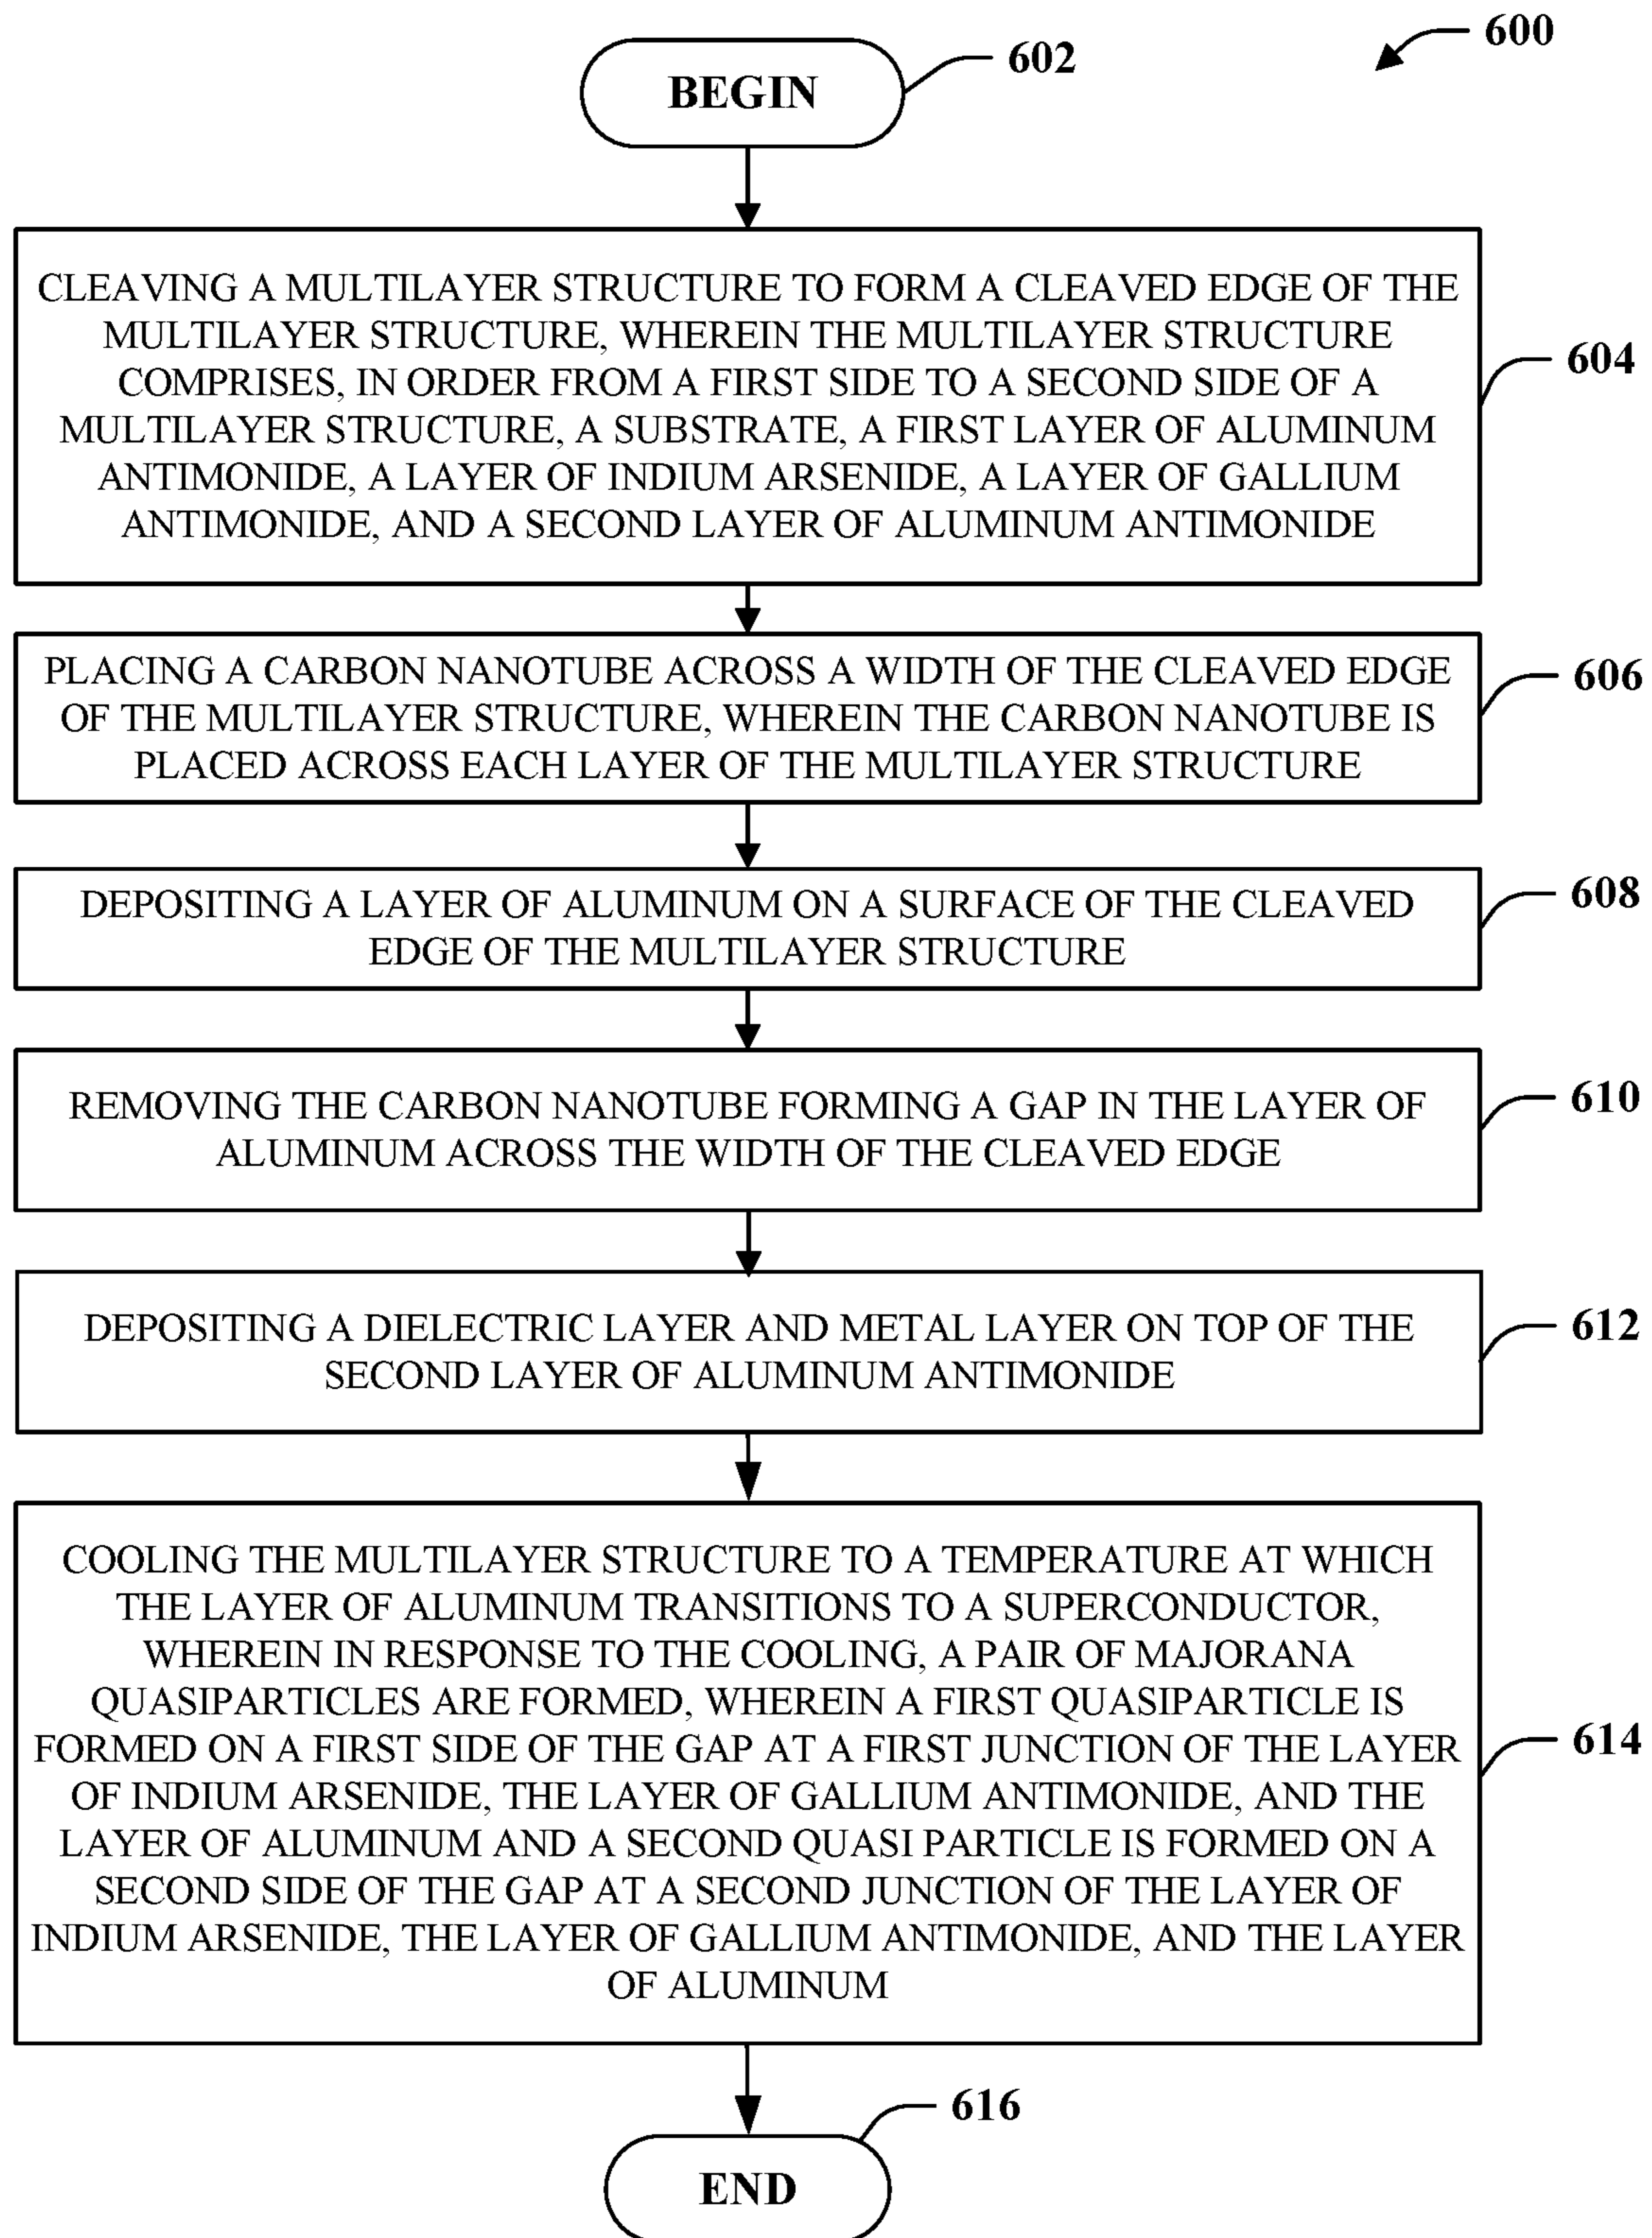 600
BEGIN
602
CLEAVING A MULTILAYER STRUCTURE TO FORM A CLEAVED EDGE OF THE
MULTILAYER STRUCTURE, WHEREIN THE MULTILAYER STRUCTURE
COMPRISES, IN ORDER FROM A FIRST SIDE TO A SECOND SIDE OF A
MULTILAYER STRUCTURE, A SUBSTRATE, A FIRST LAYER OF ALUMINUM
ANTIMONIDE, A LAYER OF INDIUM ARSENIDE, A LAYER OF GALLIUM
ANTIMONIDE, AND A SECOND LAYER OF ALUMINUM ANTIMONIDE
604
PLACING A CARBON NANOTUBE ACROSS A WIDTH OF THE CLEAVED EDGE
OF THE MULTILAYER STRUCTURE, WHEREIN THE CARBON NANOTUBE IS
PLACED ACROSS EACH LAYER OF THE MULTILAYER STRUCTURE
606
DEPOSITING A LAYER OF ALUMINUM ON A SURFACE OF THE CLEAVED
EDGE OF THE MULTILAYER STRUCTURE
608
REMOVING THE CARBON NANOTUBE FORMING A GAP IN THE LAYER OF
ALUMINUM ACROSS THE WIDTH OF THE CLEAVED EDGE
610
DEPOSITING A DIELECTRIC LAYER AND METAL LAYER ON TOP OF THE
SECOND LAYER OF ALUMINUM ANTIMONIDE
612
COOLING THE MULTILAYER STRUCTURE TO A TEMPERATURE AT WHICH
THE LAYER OF ALUMINUM TRANSITIONS TO A SUPERCONDUCTOR,
WHEREIN IN RESPONSE TO THE COOLING, A PAIR OF MAJORANA
QUASIPARTICLES ARE FORMED, WHEREIN A FIRST QUASIPARTICLE IS
FORMED ON A FIRST SIDE OF THE GAP AT A FIRST JUNCTION OF THE LAYER
OF INDIUM ARSENIDE, THE LAYER OF GALLIUM ANTIMONIDE, AND THE
LAYER OF ALUMINUM AND A SECOND QUASI PARTICLE IS FORMED ON A
SECOND SIDE OF THE GAP AT A SECOND JUNCTION OF THE LAYER OF
INDIUM ARSENIDE, THE LAYER OF GALLIUM ANTIMONIDE, AND THE LAYER
OF ALUMINUM
614
616
END